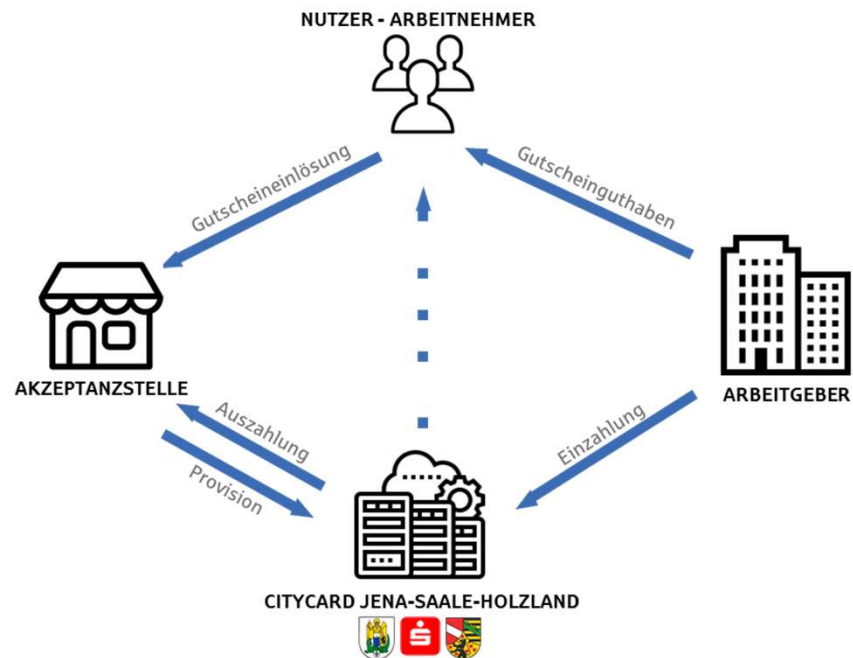 NUTZER - ARBEITNEHMER
Gutscheineinlösung
Gutscheinguthaben
AKZEPTANZSTELLE
ARBEITGEBER
Auszahlung
Provision
Einzahlung
CITYCARD JENA-SAALE-HOLZLAND